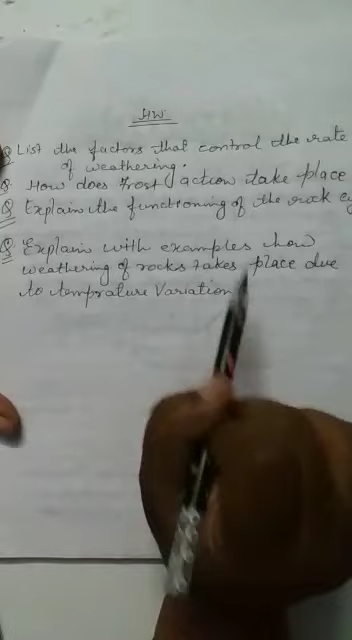 HW
Q List the factors that control the rate
of weathering.
Q How does frost action take place
Q Explain the functioning of the rock cy
Q Explain with examples how
weathering of rocks takes place due
to temprature Variation